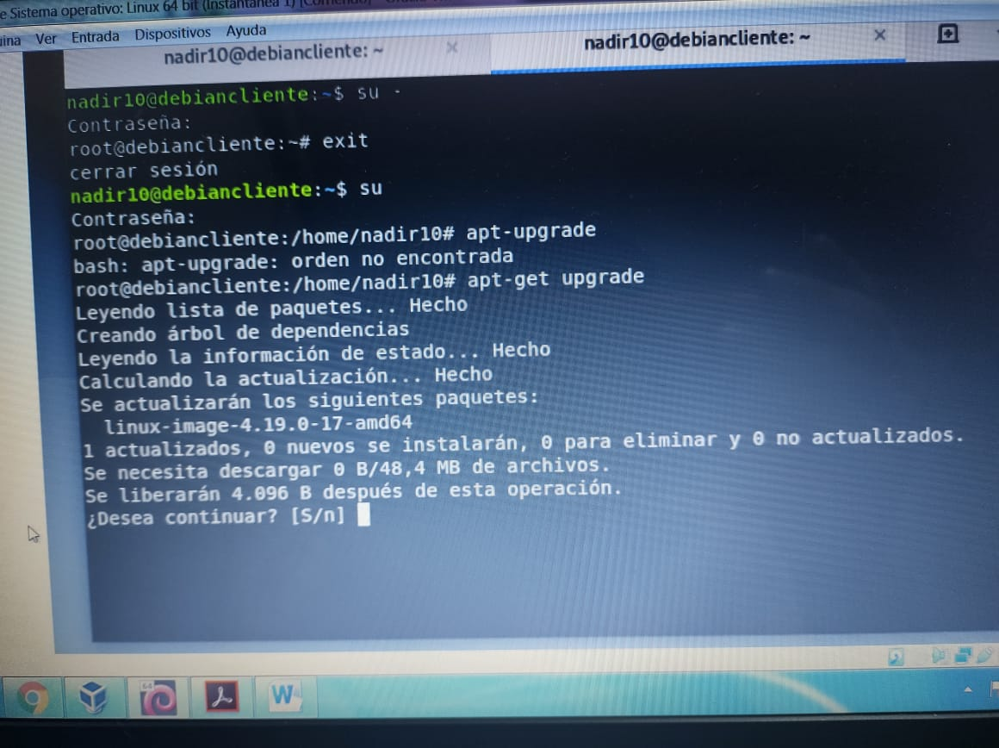 e Sistema operativo: Linux 64 bit (Instantánea 1) [Corriendo]
uina Ver Entrada Dispositivos Ayuda
nadir10@debiancliente: ~
nadir10@debiancliente: ~
nadir10@debiancliente:~$ su -
Contraseña:
root@debiancliente:~# exit
cerrar sesión
nadir10@debiancliente:~$ su
Contraseña:
root@debiancliente:/home/nadir10# apt-upgrade
bash: apt-upgrade: orden no encontrada
root@debiancliente:/home/nadir10# apt-get upgrade
Leyendo lista de paquetes... Hecho
Creando árbol de dependencias
Leyendo la información de estado... Hecho
Calculando la actualización... Hecho
Se actualizarán los siguientes paquetes:
linux-image-4.19.0-17-amd64
1 actualizados, 0 nuevos se instalarán, 0 para eliminar y 0 no actualizados.
Se necesita descargar 0 B/48,4 MB de archivos.
Se liberarán 4.096 B después de esta operación.
¿Desea continuar? [S/n]
64
W